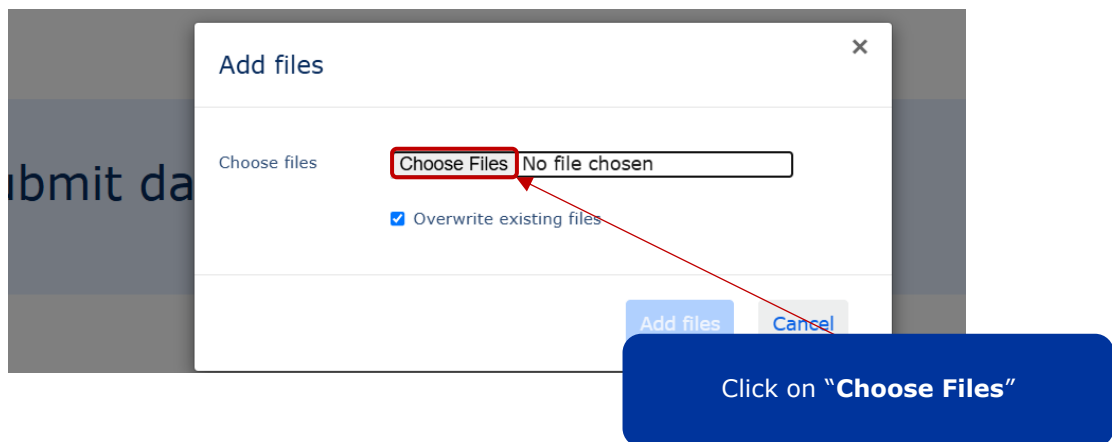 Add files
×
Choose files
Choose Files No file chosen
ubmit da
Overwrite existing files
Add files
Cancel
Click on “Choose Files”